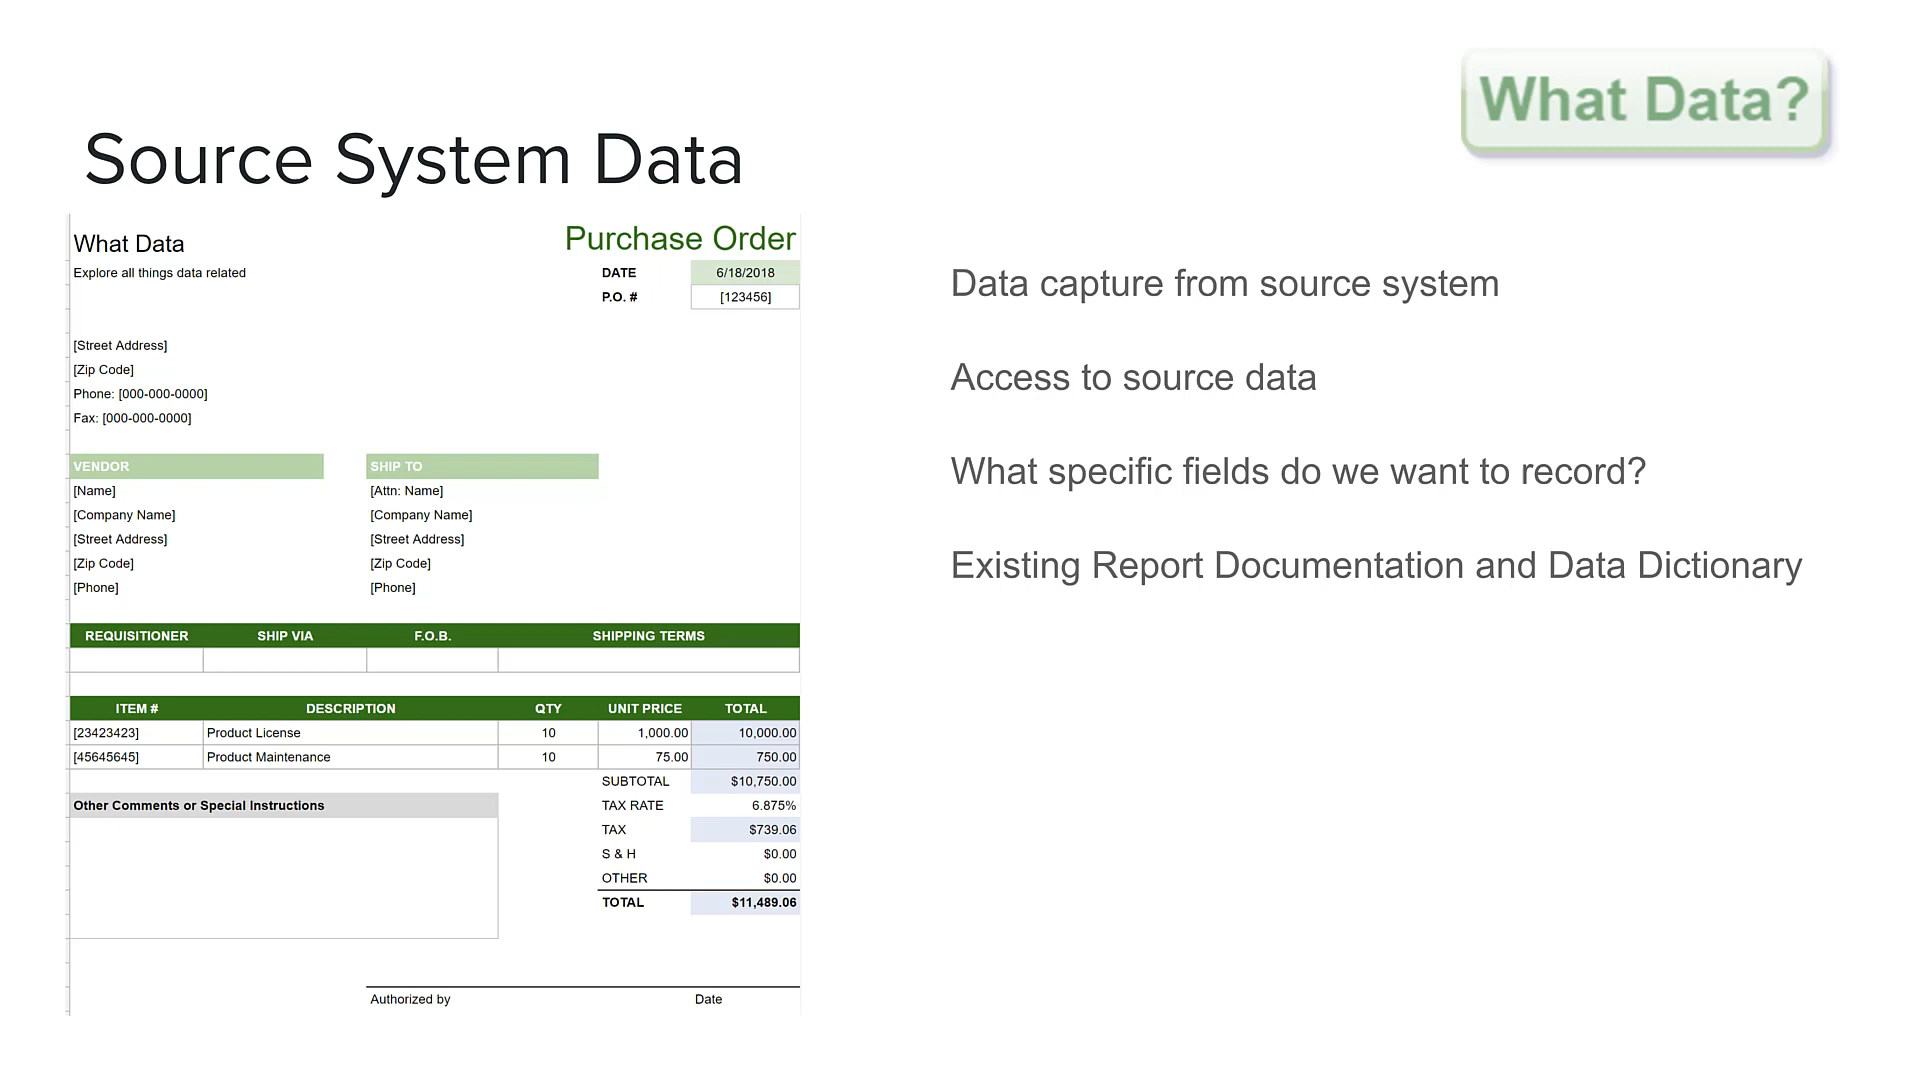 What Data?
Source System Data
What Data
Purchase Order
Explore all things data related
DATE 6/18/2018
P.O. # [123456]
[Street Address]
[Zip Code]
Phone: [000-000-0000]
Fax: [000-000-0000]
VENDOR SHIP TO
[Name] [Attn: Name]
[Company Name] [Company Name]
[Street Address] [Street Address]
[Zip Code] [Zip Code]
[Phone] [Phone]
REQUISITIONER SHIP VIA F.O.B. SHIPPING TERMS
ITEM # DESCRIPTION QTY UNIT PRICE TOTAL
[23423423] Product License 10 1,000.00 10,000.00
[45645645] Product Maintenance 10 75.00 750.00
SUBTOTAL $10,750.00
Other Comments or Special Instructions TAX RATE 6.875%
TAX $739.06
S & H $0.00
OTHER $0.00
TOTAL $11,489.06
Authorized by Date
Data capture from source system
Access to source data
What specific fields do we want to record?
Existing Report Documentation and Data Dictionary